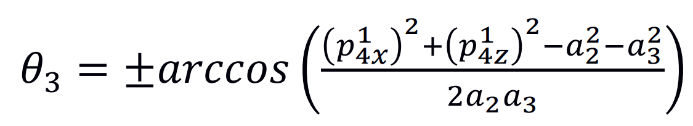 θ₃ = ±arccos( ((p¹₄ₓ)² + (p¹₄z)² − a₂² − a₃²) / (2a₂a₃) )